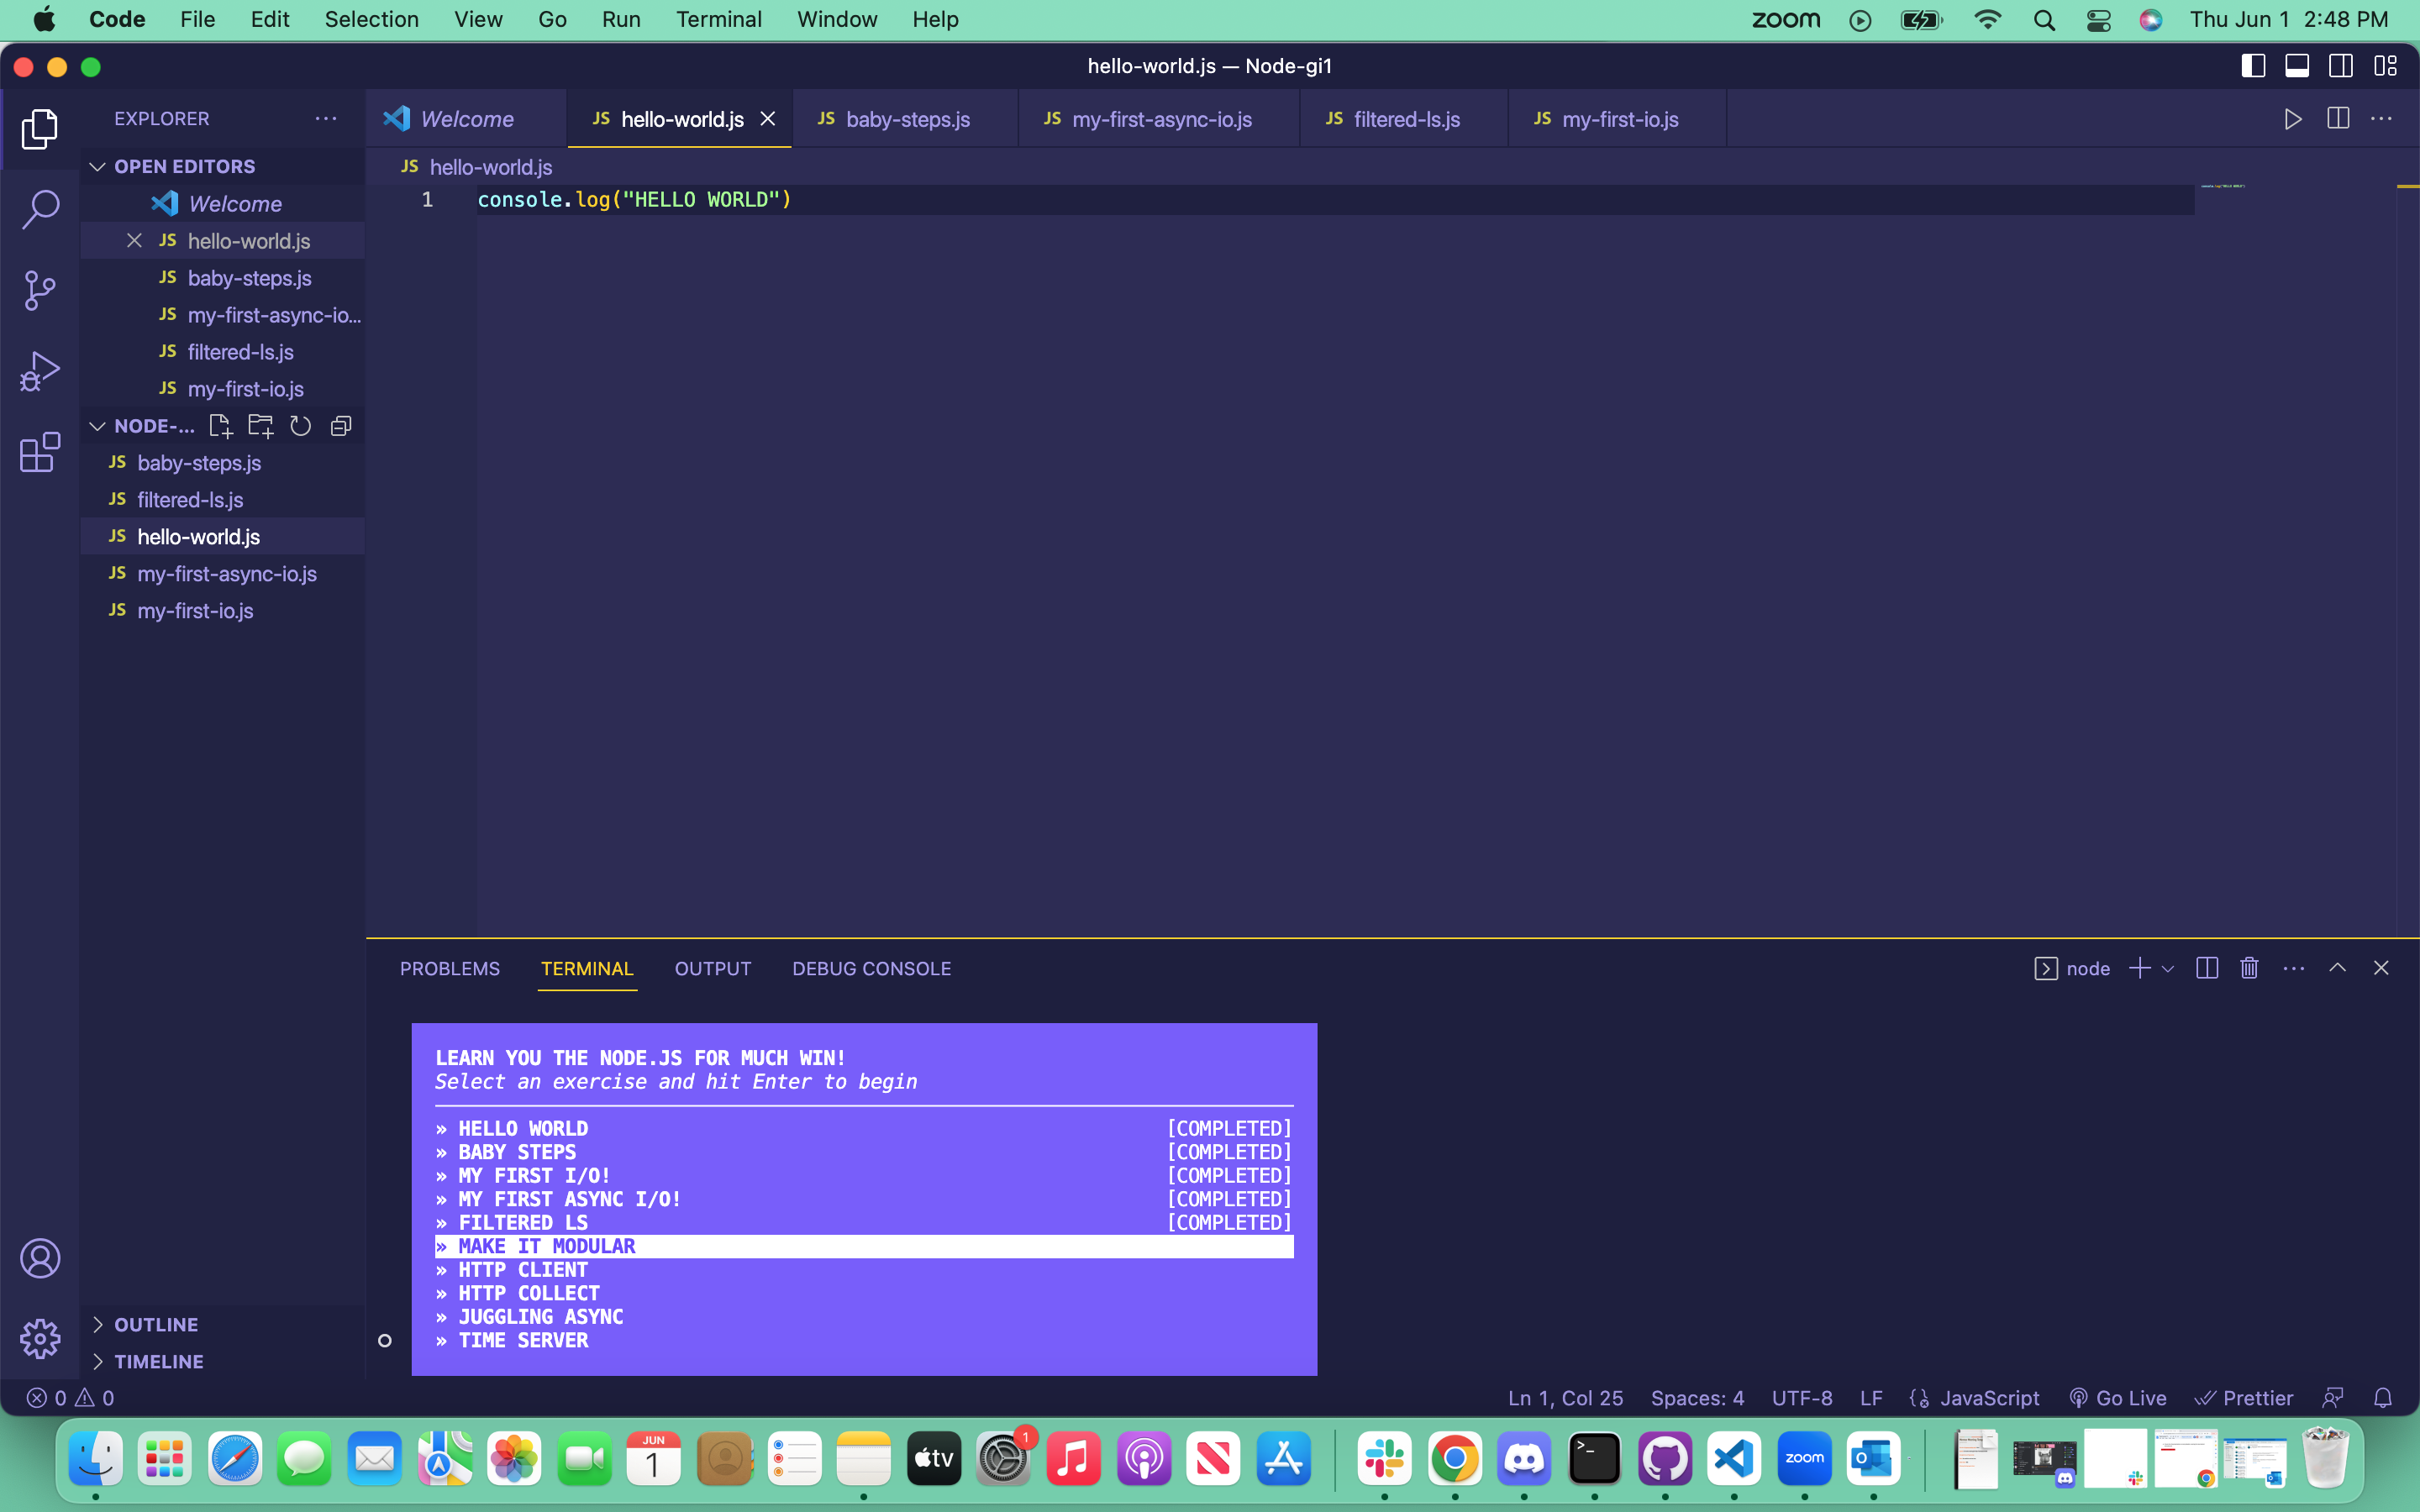 Code File Edit Selection View Go Run Terminal Window Help zoom Thu Jun 1 2:48 PM
hello-world.js — Node-gi1
EXPLORER
Welcome
JS hello-world.js
JS baby-steps.js
JS my-first-async-io.js
JS filtered-ls.js
JS my-first-io.js
OPEN EDITORS
Welcome
JS hello-world.js
JS baby-steps.js
JS my-first-async-io...
JS filtered-ls.js
JS my-first-io.js
NODE-...
JS baby-steps.js
JS filtered-ls.js
JS hello-world.js
JS my-first-async-io.js
JS my-first-io.js
OUTLINE
TIMELINE
JS hello-world.js
1 console.log("HELLO WORLD")
PROBLEMS TERMINAL OUTPUT DEBUG CONSOLE node
LEARN YOU THE NODE.JS FOR MUCH WIN!
Select an exercise and hit Enter to begin
» HELLO WORLD [COMPLETED]
» BABY STEPS [COMPLETED]
» MY FIRST I/O! [COMPLETED]
» MY FIRST ASYNC I/O! [COMPLETED]
» FILTERED LS [COMPLETED]
» MAKE IT MODULAR
» HTTP CLIENT
» HTTP COLLECT
» JUGGLING ASYNC
» TIME SERVER
0 0 Ln 1, Col 25 Spaces: 4 UTF-8 LF JavaScript Go Live Prettier
JUN
1
tv
1
zoom